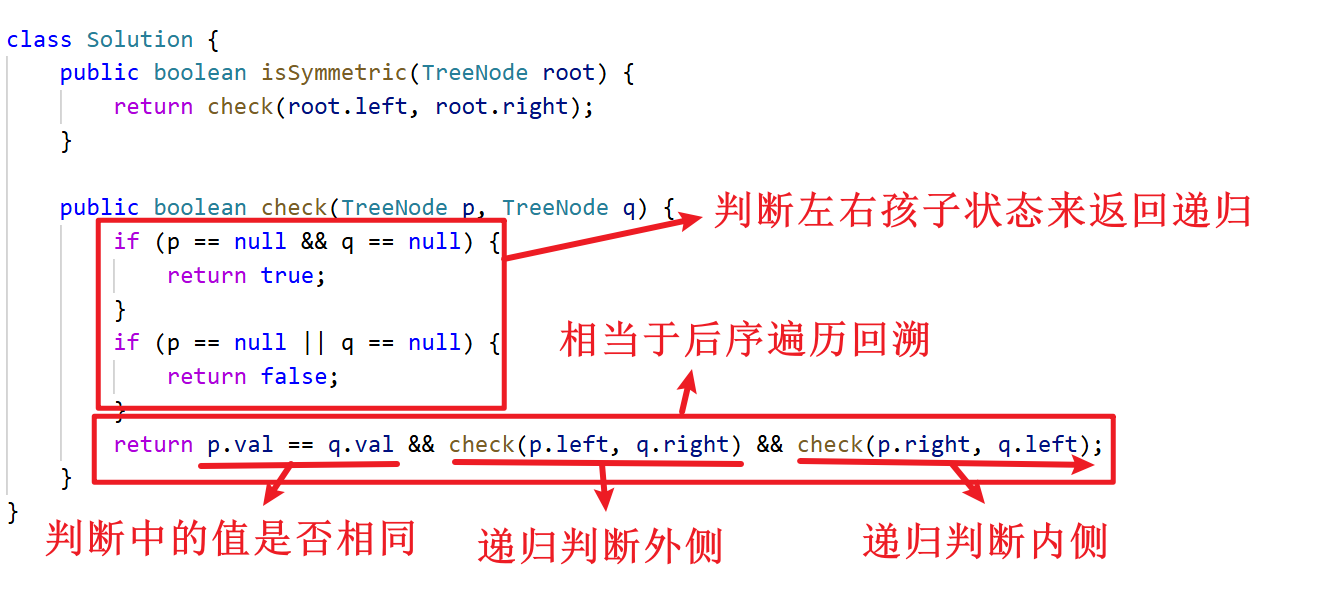 class Solution {
public boolean isSymmetric(TreeNode root) {
return check(root.left, root.right);
}
public boolean check(TreeNode p, TreeNode q) {
判断左右孩子状态来返回递归
if (p == null && q == null) {
return true;
}
if (p == null || q == null) {
相当于后序遍历回溯
return false;
}
return p.val == q.val && check(p.left, q.right) && check(p.right, q.left);
}
}
判断中的值是否相同
递归判断外侧
递归判断内侧